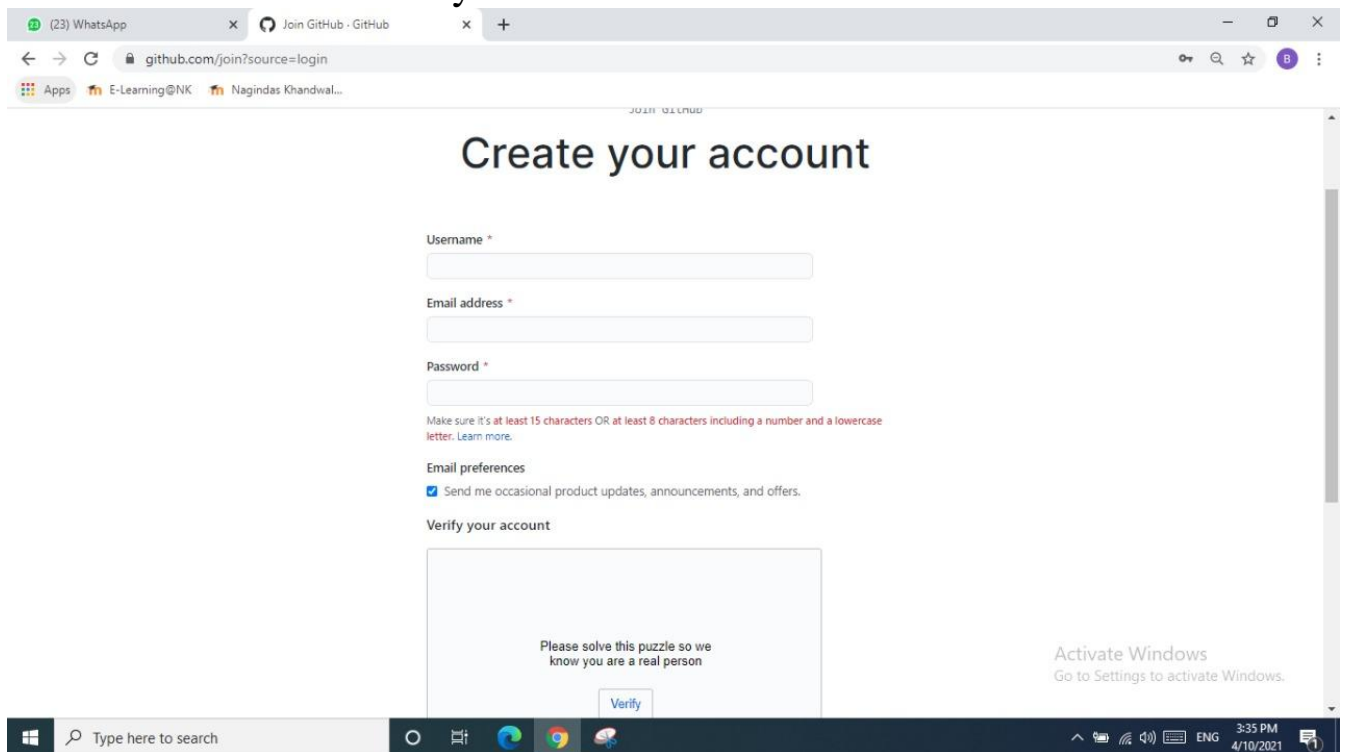 (23) WhatsApp
Join GitHub · GitHub
github.com/join?source=login
B
Apps
E-Learning@NK
Nagindas Khandwal...
Join GitHub
Create your account
Username *
Email address *
Password *
Make sure it's at least 15 characters OR at least 8 characters including a number and a lowercase
letter. Learn more.
Email preferences
Send me occasional product updates, announcements, and offers.
Verify your account
Please solve this puzzle so we
know you are a real person
Verify
Activate Windows
Go to Settings to activate Windows.
Type here to search
ENG
3:35 PM
4/10/2021
1